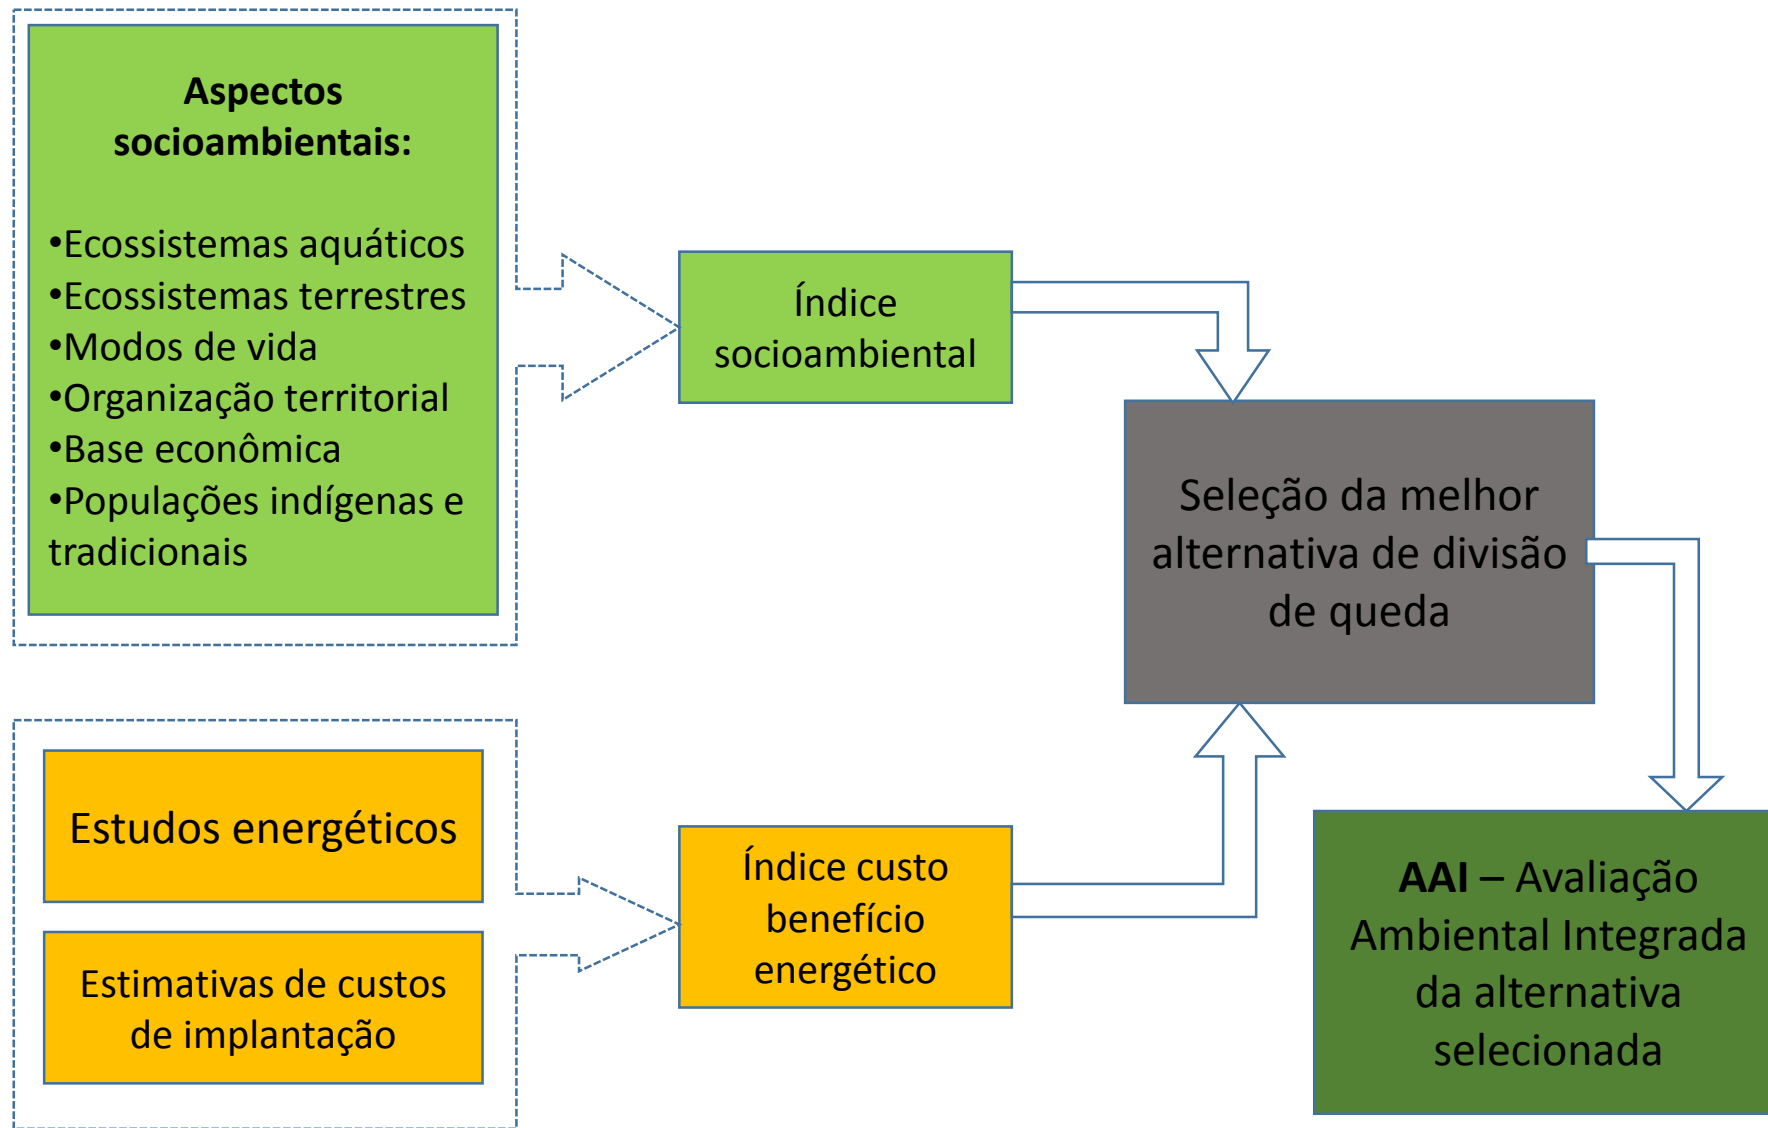 Aspectos
socioambientais:
•Ecossistemas aquáticos
•Ecossistemas terrestres
•Modos de vida
•Organização territorial
•Base econômica
•Populações indígenas e
tradicionais
Índice
socioambiental
Seleção da melhor
alternativa de divisão
de queda
Estudos energéticos
Estimativas de custos
de implantação
Índice custo
benefício
energético
AAI – Avaliação
Ambiental Integrada
da alternativa
selecionada